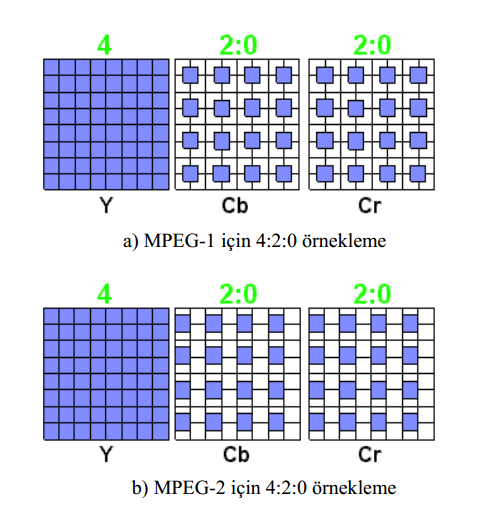 4 2:0 2:0
Y Cb Cr
a) MPEG-1 için 4:2:0 örnekleme
4 2:0 2:0
Y Cb Cr
b) MPEG-2 için 4:2:0 örnekleme